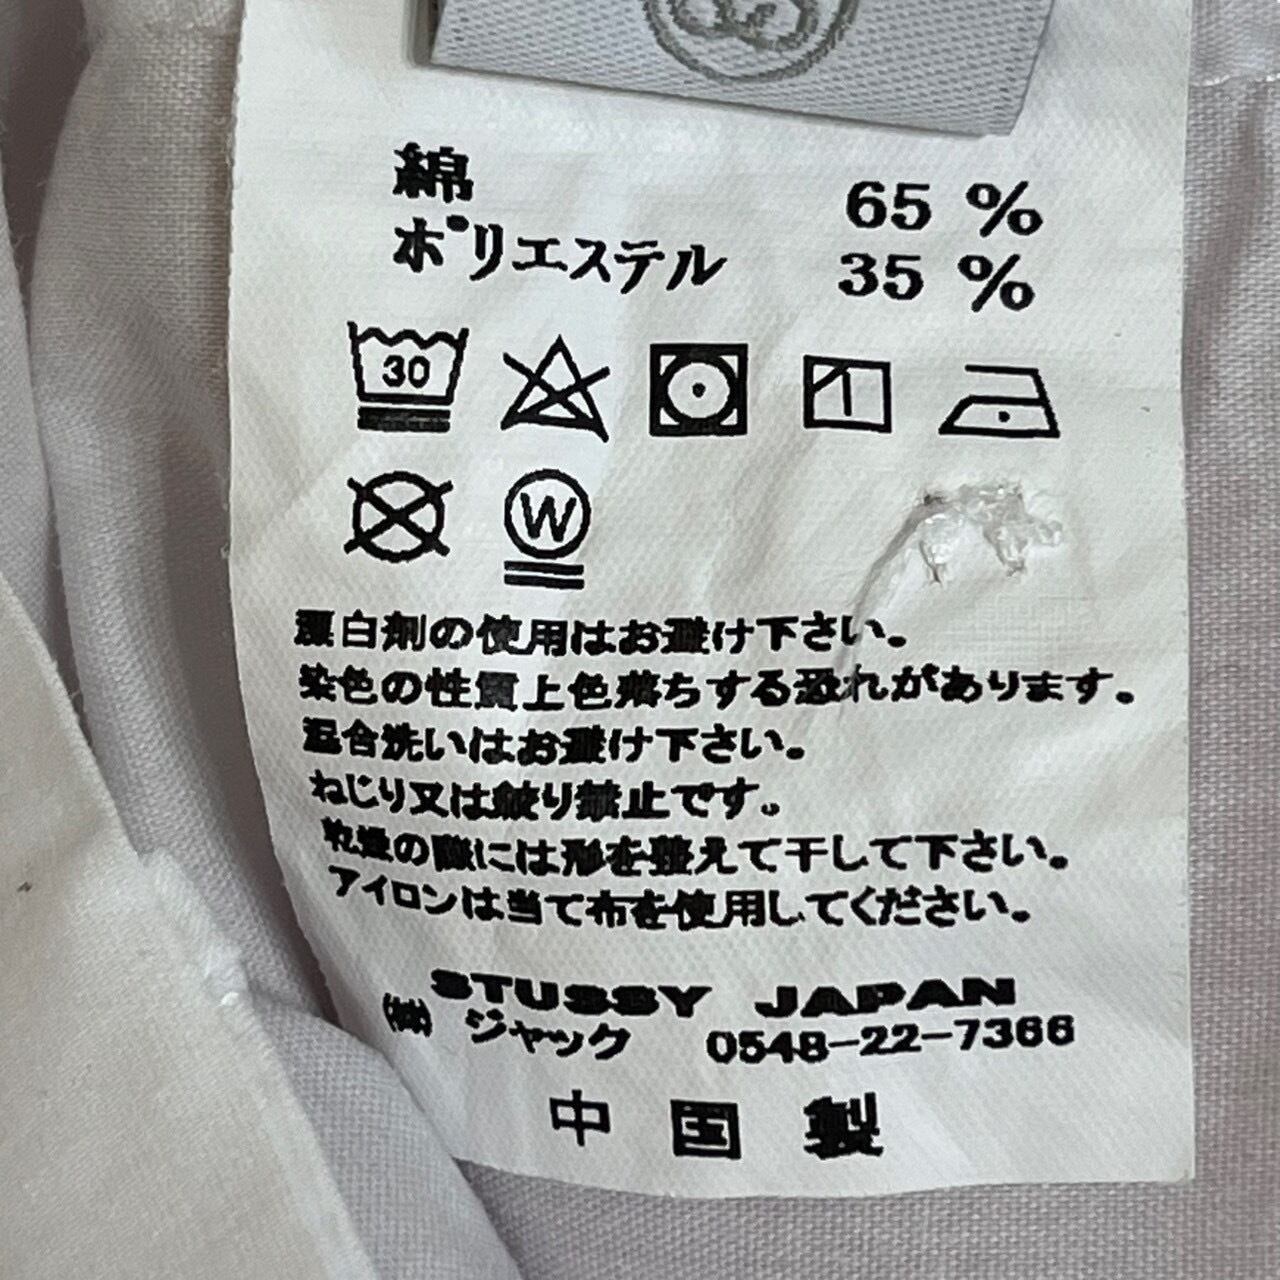 綿 65 %
ポリエステル 35 %
30
W
漂白剤の使用はお避け下さい。
染色の性質上色落ちする恐れがあります。
混合洗いはお避け下さい。
ねじり又は絞り禁止です。
乾燥の際には形を整えて干して下さい。
アイロンは当て布を使用してください。
STUSSY JAPAN
㈱ ジャック 0548-22-7366
中国製